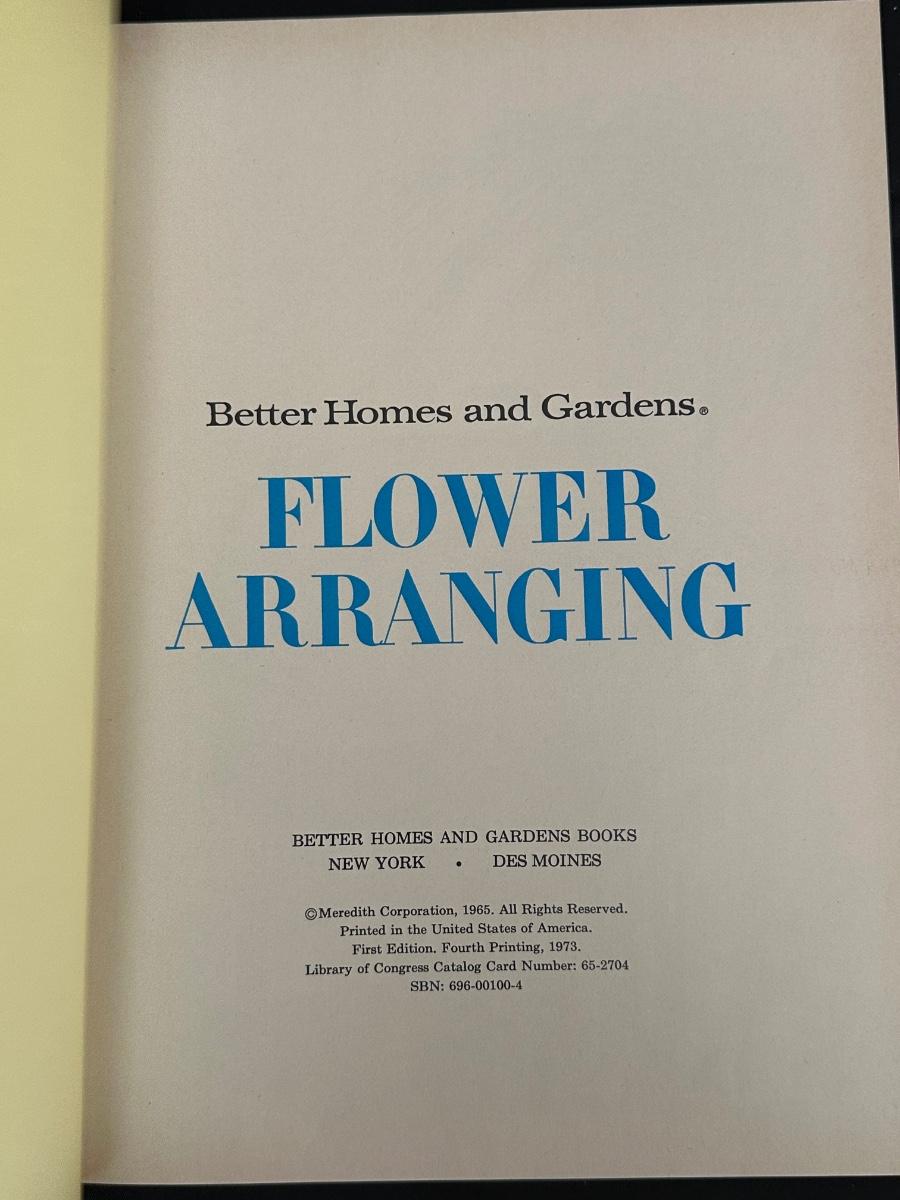 Better Homes and Gardens®
FLOWER
ARRANGING
BETTER HOMES AND GARDENS BOOKS
NEW YORK • DES MOINES
©Meredith Corporation, 1965. All Rights Reserved.
Printed in the United States of America.
First Edition. Fourth Printing, 1973.
Library of Congress Catalog Card Number: 65-2704
SBN: 696-00100-4